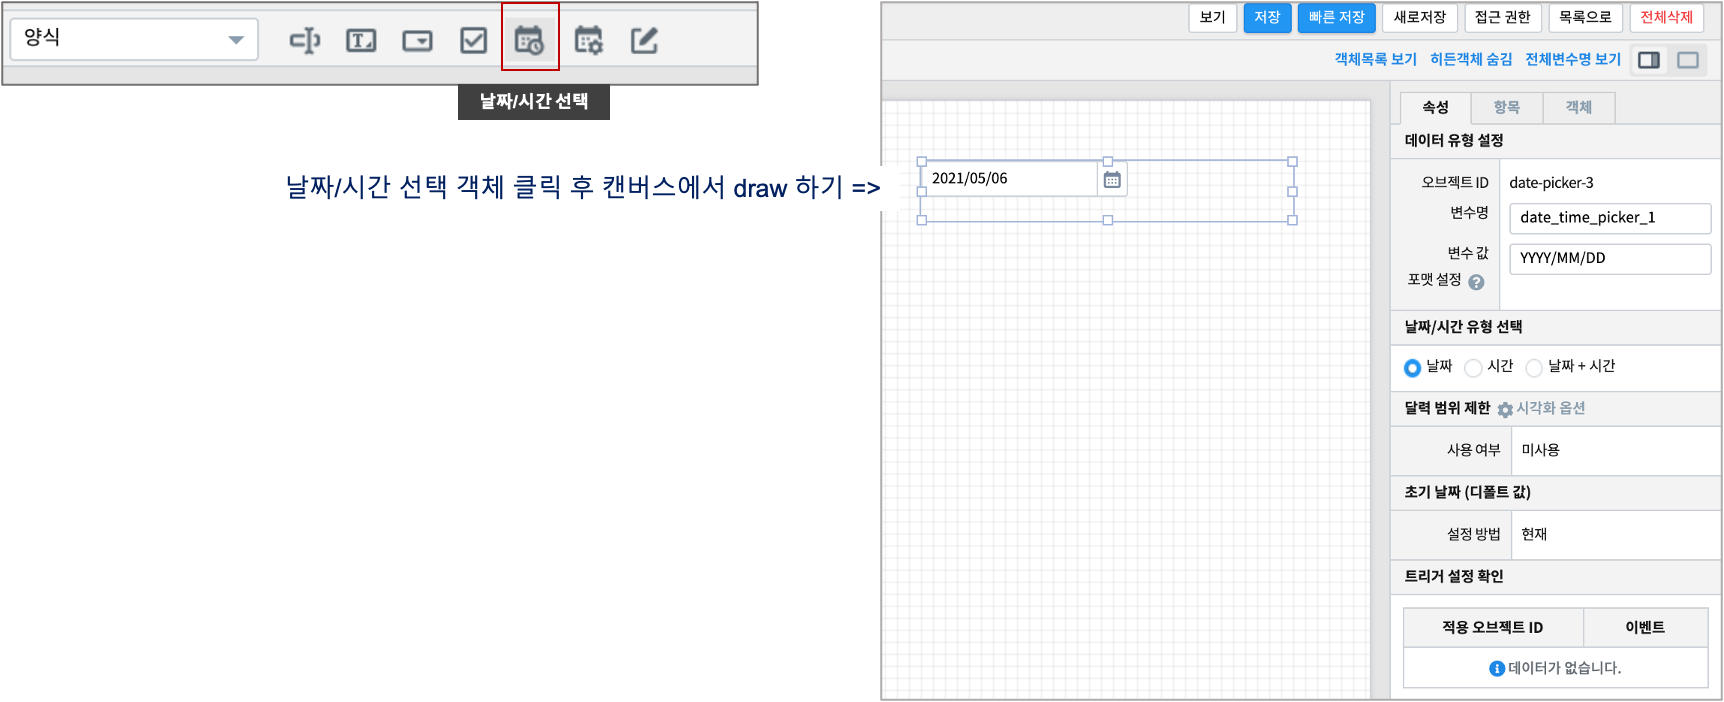 양식
날짜/시간 선택
날짜/시간 선택 객체 클릭 후 캔버스에서 draw 하기 =>
보기 저장 빠른 저장 새로저장 접근 권한 목록으로 전체삭제
객체목록 보기 히든객체 숨김 전체변수명 보기
2021/05/06
속성 항목 객체
데이터 유형 설정
오브젝트 ID date-picker-3
변수명 date_time_picker_1
변수 값 YYYY/MM/DD
포맷 설정 ?
날짜/시간 유형 선택
날짜 시간 날짜 + 시간
달력 범위 제한 시각화 옵션
사용 여부 미사용
초기 날짜 (디폴트 값)
설정 방법 현재
트리거 설정 확인
적용 오브젝트 ID 이벤트
데이터가 없습니다.